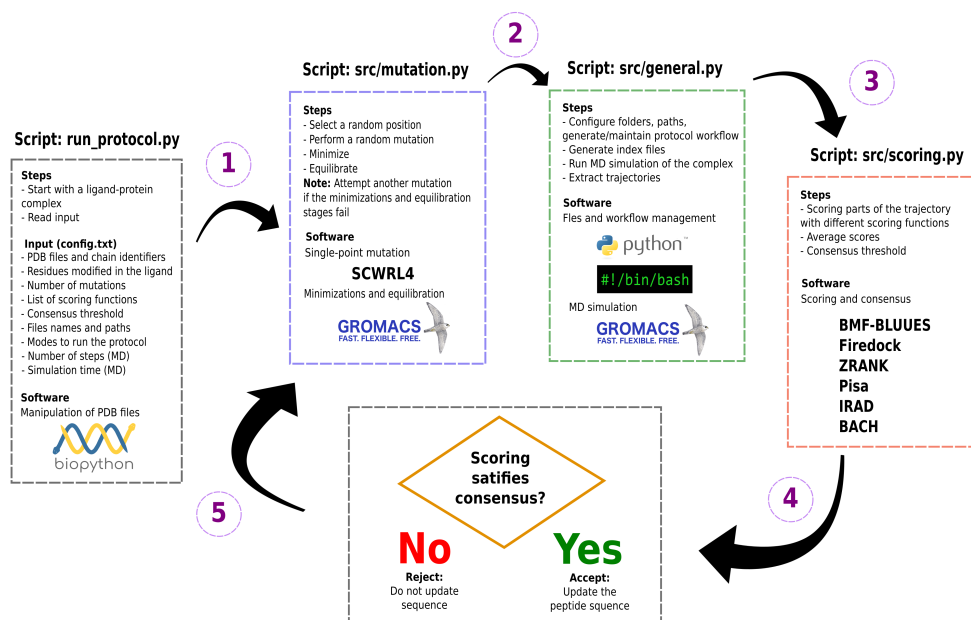 Script: run_protocol.py
Steps
- Start with a ligand-protein
complex
- Read input
Input (config.txt)
- PDB files and chain identifiers
- Residues modified in the ligand
- Number of mutations
- List of scoring functions
- Consensus threshold
- Files names and paths
- Modes to run the protocol
- Number of steps (MD)
- Simulation time (MD)
Software
Manipulation of PDB files
biopython
1
Script: src/mutation.py
Steps
- Select a random position
- Perform a random mutation
- Minimize
- Equilibrate
Note: Attempt another mutation
if the minimizations and equilibration
stages fail
Software
Single-point mutation
SCWRL4
Minimizations and equilibration
GROMACS
FAST. FLEXIBLE. FREE.
2
Script: src/general.py
Steps
- Configure folders, paths,
generate/maintain protocol workflow
- Generate index files
- Run MD simulation of the complex
- Extract trajectories
Software
Fles and workflow management
python™
#!/bin/bash
MD simulation
GROMACS
FAST. FLEXIBLE. FREE.
3
Script: src/scoring.py
Steps
- Scoring parts of the trajectory
with different scoring functions
- Average scores
- Consensus threshold
Software
Scoring and consensus
BMF-BLUUES
Firedock
ZRANK
Pisa
IRAD
BACH
4
Scoring
satifies
consensus?
No
Reject:
Do not update
sequence
Yes
Accept:
Update the
peptide squence
5